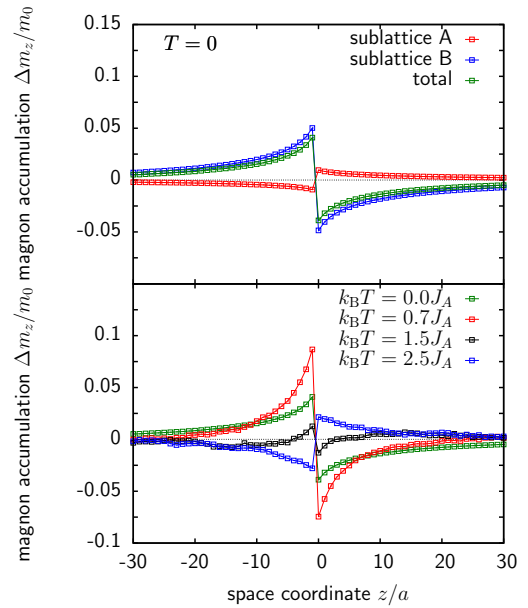 magnon accumulation Δm_z/m_0
0.15
0.1
0.05
0
-0.05
T = 0
sublattice A
sublattice B
total
magnon accumulation Δm_z/m_0
0.1
0.05
0
-0.05
-0.1
k_BT = 0.0J_A
k_BT = 0.7J_A
k_BT = 1.5J_A
k_BT = 2.5J_A
-30 -20 -10 0 10 20 30
space coordinate z/a